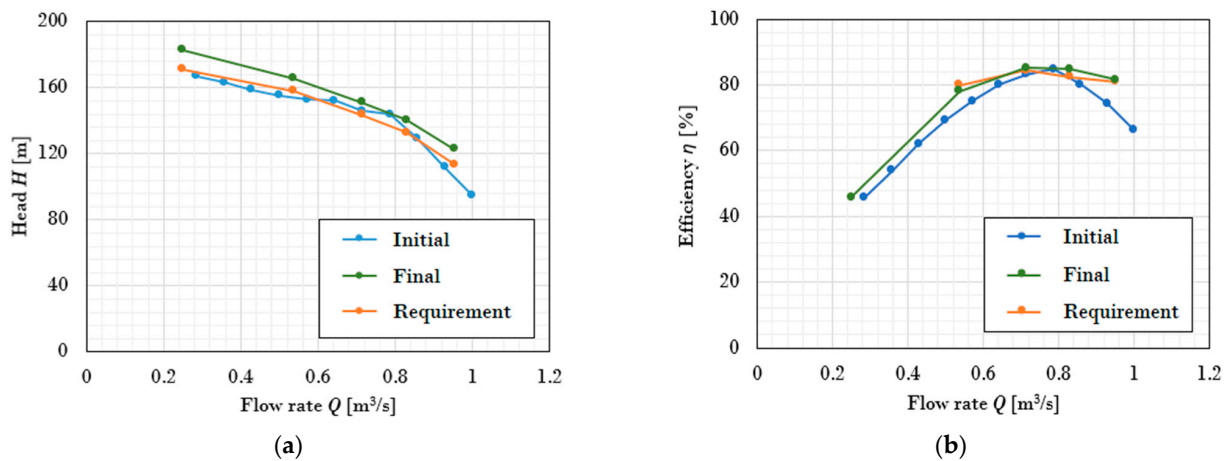 200
160
120
80
40
0
Head H [m]
0 0.2 0.4 0.6 0.8 1 1.2
Flow rate Q [m³/s]
Initial
Final
Requirement
(a)
100
80
60
40
20
0
Efficiency η [%]
0 0.2 0.4 0.6 0.8 1 1.2
Flow rate Q [m³/s]
Initial
Final
Requirement
(b)